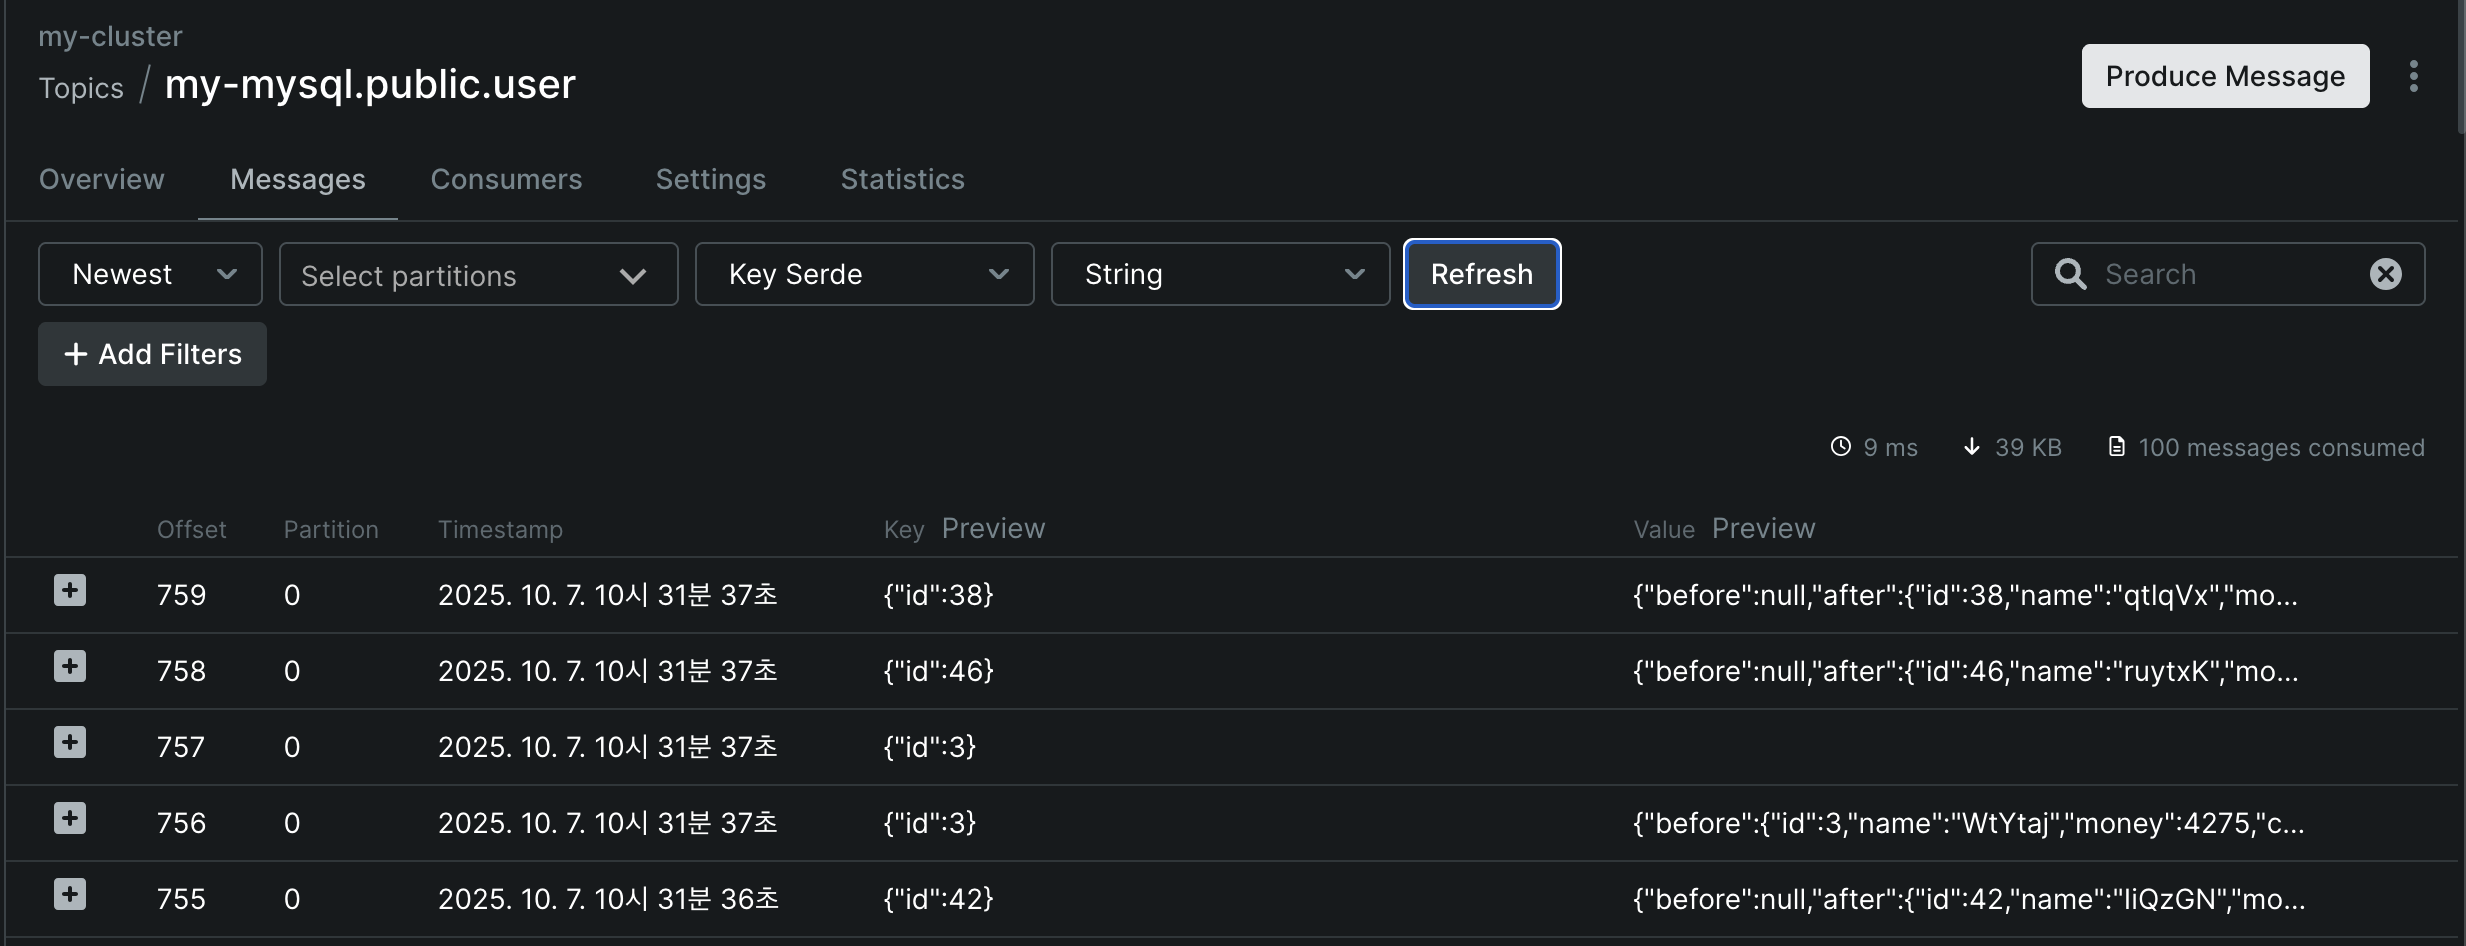 my-cluster
Topics / my-mysql.public.user
Produce Message
Overview Messages Consumers Settings Statistics
Newest Select partitions Key Serde String Refresh Search
+ Add Filters
9 ms 39 KB 100 messages consumed
Offset Partition Timestamp Key Preview Value Preview
759 0 2025. 10. 7. 10시 31분 37초 {"id":38} {"before":null,"after":{"id":38,"name":"qtlqVx","mo...
758 0 2025. 10. 7. 10시 31분 37초 {"id":46} {"before":null,"after":{"id":46,"name":"ruytxK","mo...
757 0 2025. 10. 7. 10시 31분 37초 {"id":3}
756 0 2025. 10. 7. 10시 31분 37초 {"id":3} {"before":{"id":3,"name":"WtYtaj","money":4275,"c...
755 0 2025. 10. 7. 10시 31분 36초 {"id":42} {"before":null,"after":{"id":42,"name":"IiQzGN","mo...